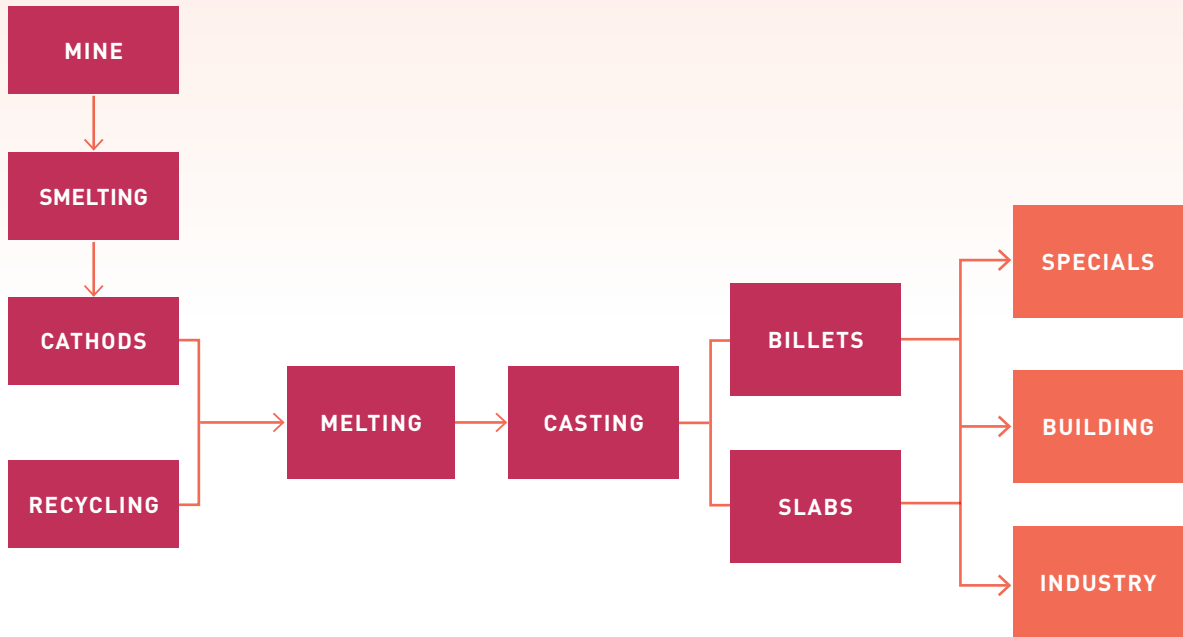 MINE
SMELTING
CATHODS
RECYCLING
MELTING
CASTING
BILLETS
SLABS
SPECIALS
BUILDING
INDUSTRY